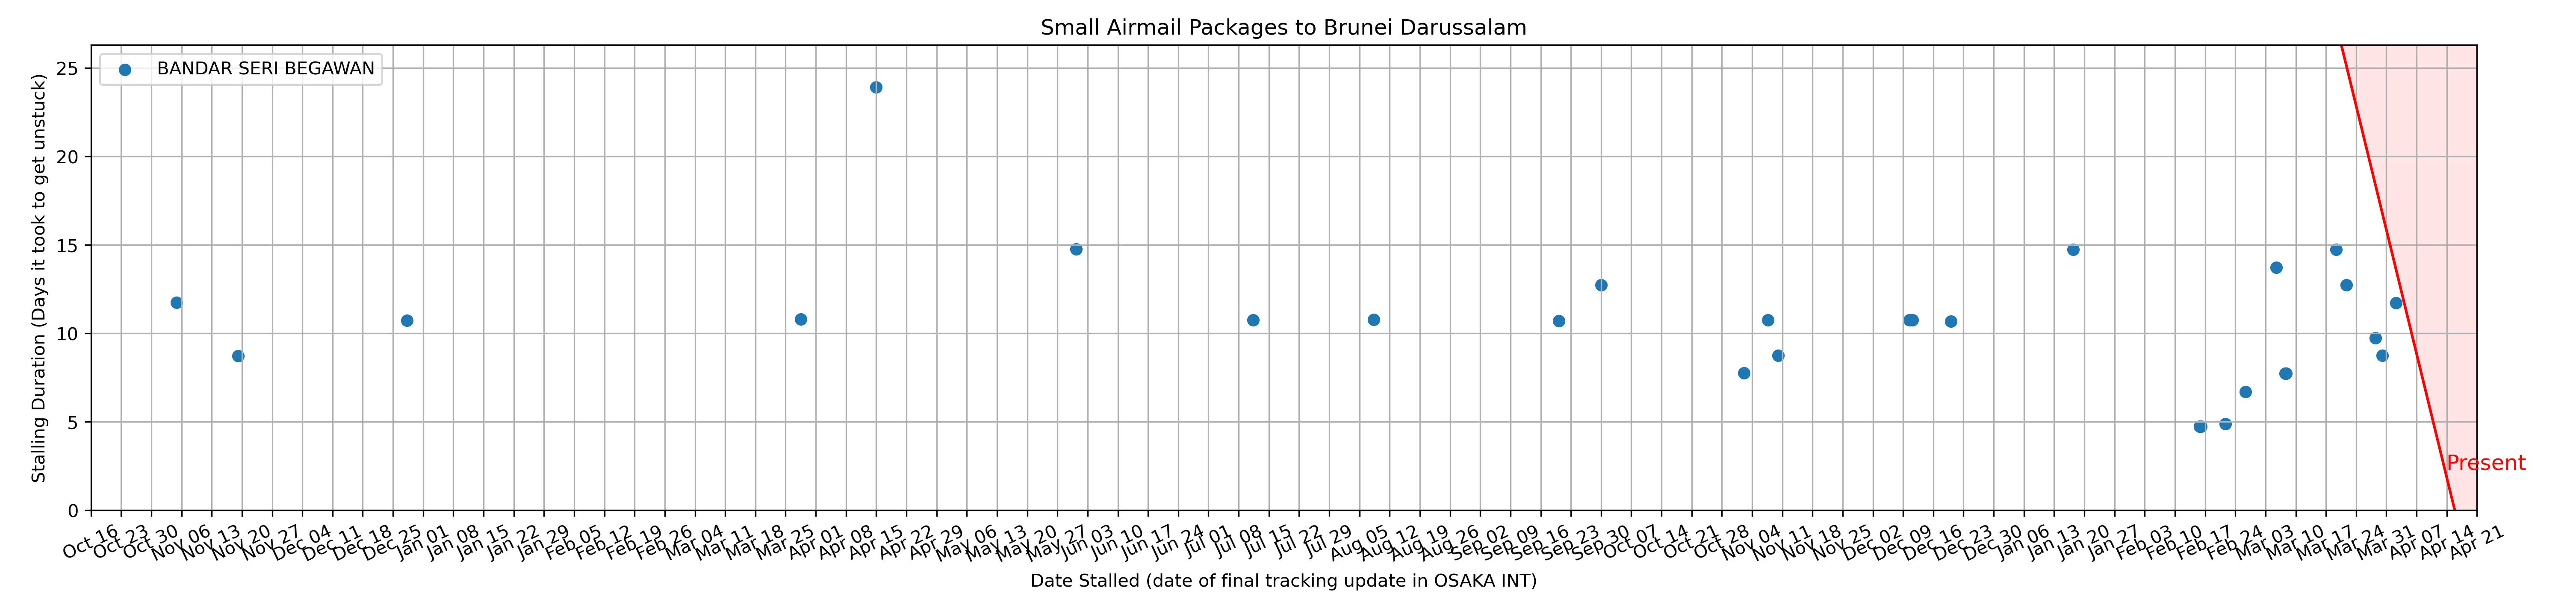 Small Airmail Packages to Brunei Darussalam
BANDAR SERI BEGAWAN
Stalling Duration (Days it took to get unstuck)
25
20
15
10
5
0
Present
Oct 16 Oct 23 Oct 30 Nov 06 Nov 13 Nov 20 Nov 27 Dec 04 Dec 11 Dec 18 Dec 25 Jan 01 Jan 08 Jan 15 Jan 22 Jan 29 Feb 05 Feb 12 Feb 19 Feb 26 Mar 04 Mar 11 Mar 18 Mar 25 Apr 01 Apr 08 Apr 15 Apr 22 Apr 29 May 06 May 13 May 20 May 27 Jun 03 Jun 10 Jun 17 Jun 24 Jul 01 Jul 08 Jul 15 Jul 22 Jul 29 Aug 05 Aug 12 Aug 19 Aug 26 Sep 02 Sep 09 Sep 16 Sep 23 Sep 30 Oct 07 Oct 14 Oct 21 Oct 28 Nov 04 Nov 11 Nov 18 Nov 25 Dec 02 Dec 09 Dec 16 Dec 23 Dec 30 Jan 06 Jan 13 Jan 20 Jan 27 Feb 03 Feb 10 Feb 17 Feb 24 Mar 03 Mar 10 Mar 17 Mar 24 Mar 31 Apr 07 Apr 14 Apr 21
Date Stalled (date of final tracking update in OSAKA INT)